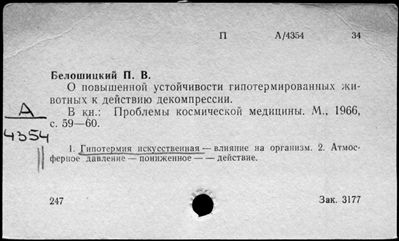 П А/4354 34
Белошицкий П. В.
О повышенной устойчивости гипотермированных жи-
вотных к действию декомпрессии.
В кн.: Проблемы космической медицины. М., 1966,
с. 59—60.
А
4354
1. Гипотермия искусственная — влияние на организм. 2. Атмос-
ферное давление — пониженное — — действие.
247 Зак. 3177